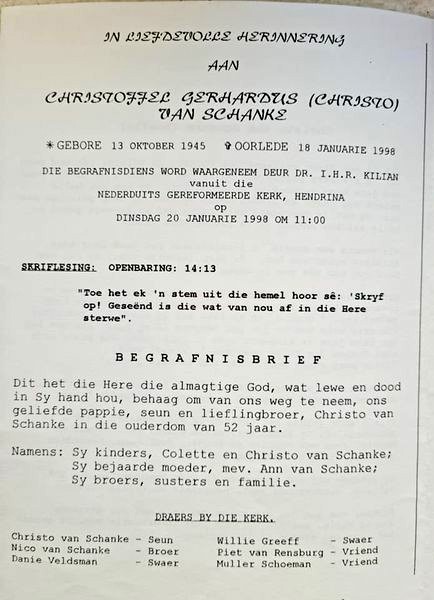 IN LIEFDEVOLLE HERINNERING
AAN
CHRISTOFFEL GERHARDUS (CHRISTO)
VAN SCHANKE
✳ GEBORE 13 OKTOBER 1945 ✞ OORLEDE 18 JANUARIE 1998
DIE BEGRAFNISDIENS WORD WAARGENEEM DEUR DR. I.H.R. KILIAN
vanuit die
NEDERDUITS GEREFORMEERDE KERK, HENDRINA
op
DINSDAG 20 JANUARIE 1998 OM 11:00
SKRIFLESING: OPENBARING: 14:13
"Toe het ek 'n stem uit die hemel hoor sê: 'Skryf
op! Geseënd is die wat van nou af in die Here
sterwe".
B E G R A F N I S B R I E F
Dit het die Here die almagtige God, wat lewe en dood
in Sy hand hou, behaag om van ons weg te neem, ons
geliefde pappie, seun en lieflingbroer, Christo van
Schanke in die ouderdom van 52 jaar.
Namens: Sy kinders, Colette en Christo van Schanke;
Sy bejaarde moeder, mev. Ann van Schanke;
Sy broers, susters en familie.
DRAERS BY DIE KERK.
Christo van Schanke - Seun Willie Greeff - Swaer
Nico van Schanke - Broer Piet van Rensburg - Vriend
Danie Veldsman - Swaer Muller Schoeman - Vriend